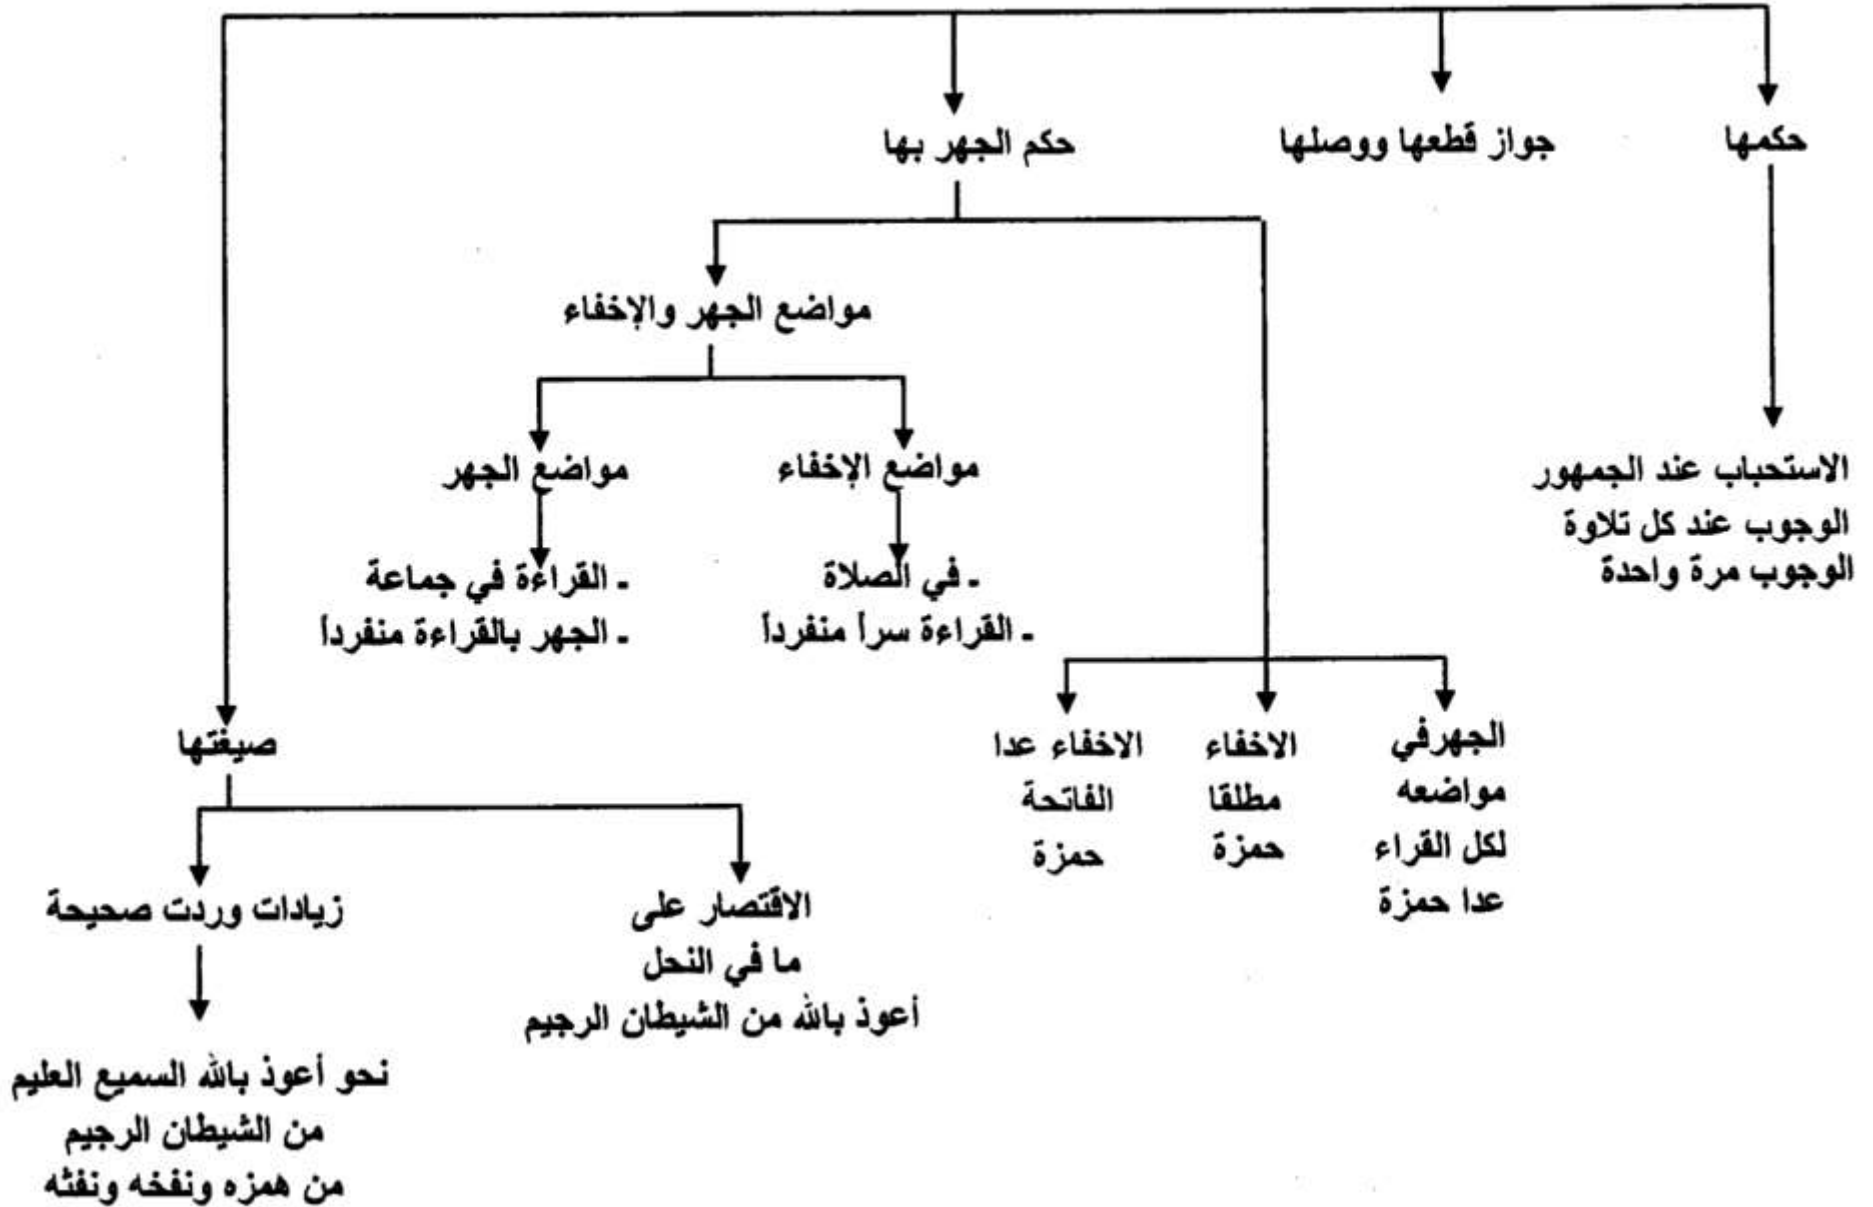 حكمها
جواز قطعها ووصلها
حكم الجهر بها
مواضع الجهر والإخفاء
مواضع الإخفاء
مواضع الجهر
الاستحباب عند الجمهور
الوجوب عند كل تلاوة
الوجوب مرة واحدة
- في الصلاة
- القراءة سرأ منفردأ
- القراءة في جماعة
- الجهر بالقراءة منفردأ
الجهرفي
مواضعه
لكل القراء
عدا حمزة
الاخفاء
مطلقا
حمزة
الاخفاء عدا
الفاتحة
حمزة
صيغتها
الاقتصار على
ما في النحل
أعوذ بالله من الشيطان الرجيم
زيادات وردت صحيحة
نحو أعوذ بالله السميع العليم
من الشيطان الرجيم
من همزه ونفخه ونفثه